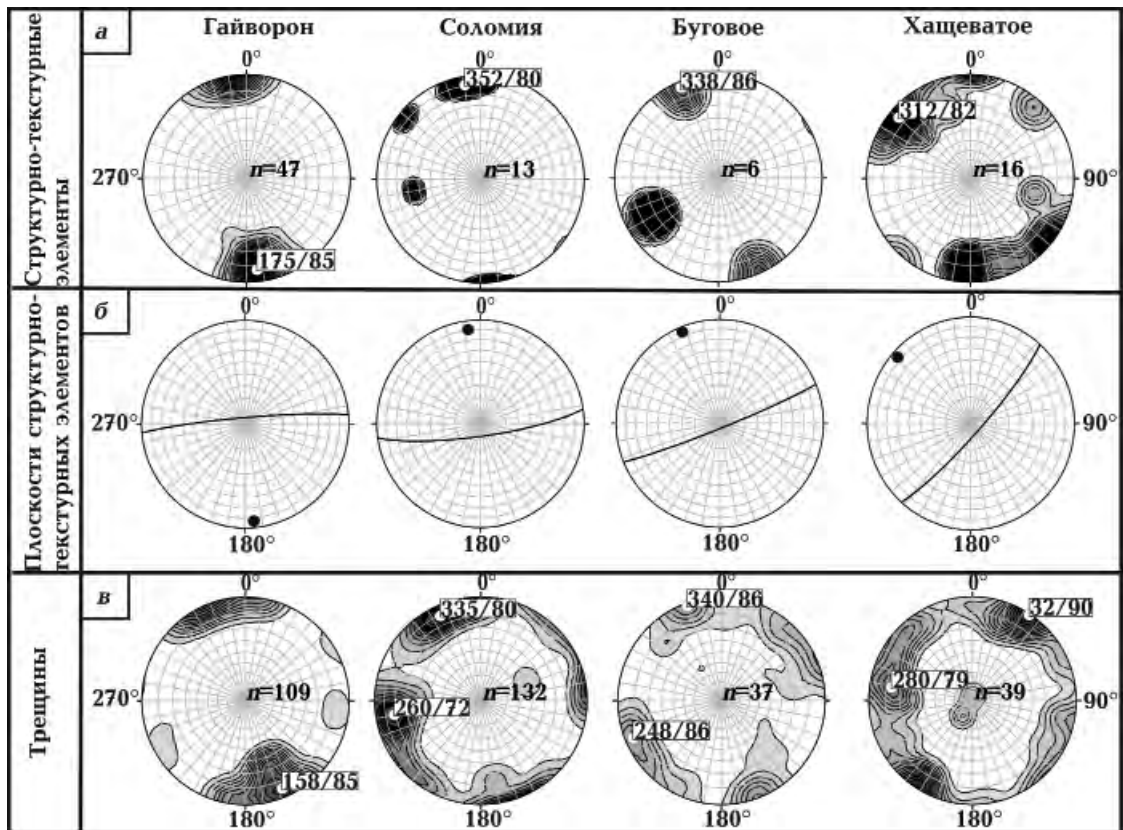 а
Гайворон
Соломия
Буговое
Хащеватое
Структурно-текстурные
элементы
0°
0°
0°
0°
352/80
338/86
312/82
270°
n=47
n=13
n=6
n=16
90°
175/85
б
Плоскости структурно-
текстурных элементов
0°
0°
0°
0°
270°
90°
180°
180°
180°
180°
в
Трещины
0°
0°
0°
0°
335/80
340/86
32/90
270°
n=109
n=132
n=37
280/79
n=39
90°
260/72
248/86
158/85
180°
180°
180°
180°